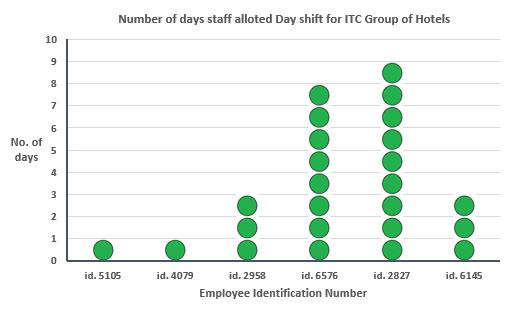 Number of days staff alloted Day shift for ITC Group of Hotels
10
9
8
7
6
5
4
3
2
1
0
No. of
days
id. 5105 id. 4079 id. 2958 id. 6576 id. 2827 id. 6145
Employee Identification Number